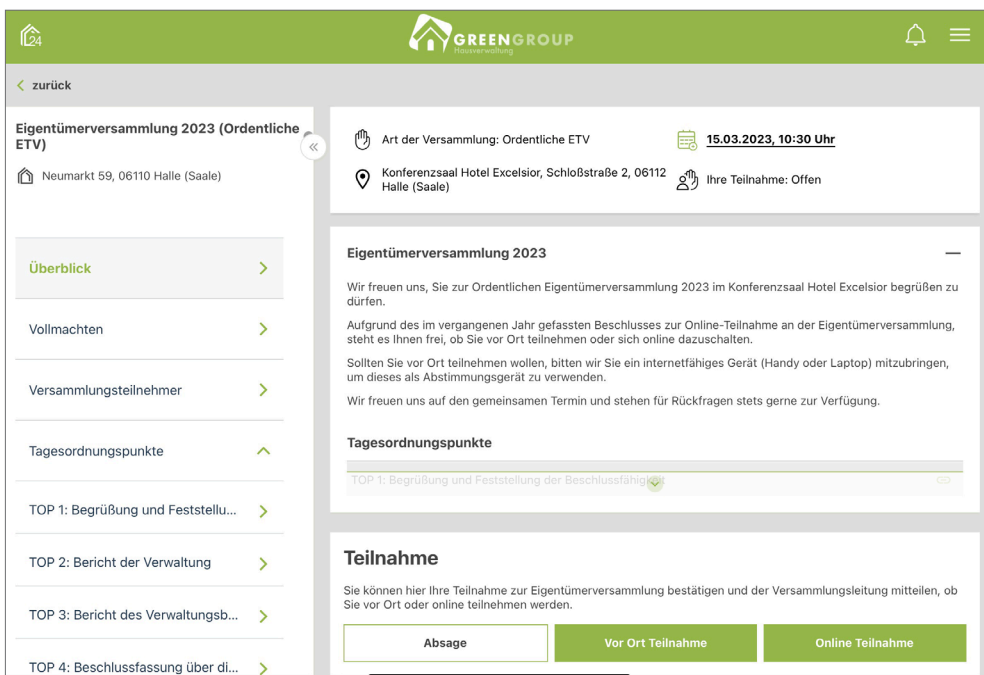 24
GREENGROUP
Hausverwaltung
zurück
Eigentümerversammlung 2023 (Ordentliche
ETV)
Neumarkt 59, 06110 Halle (Saale)
Überblick
Vollmachten
Versammlungsteilnehmer
Tagesordnungspunkte
TOP 1: Begrüßung und Feststellu...
TOP 2: Bericht der Verwaltung
TOP 3: Bericht des Verwaltungsb...
TOP 4: Beschlussfassung über di...
Art der Versammlung: Ordentliche ETV
15.03.2023, 10:30 Uhr
Konferenzsaal Hotel Excelsior, Schloßstraße 2, 06112
Halle (Saale)
Ihre Teilnahme: Offen
Eigentümerversammlung 2023
Wir freuen uns, Sie zur Ordentlichen Eigentümerversammlung 2023 im Konferenzsaal Hotel Excelsior begrüßen zu
dürfen.
Aufgrund des im vergangenen Jahr gefassten Beschlusses zur Online-Teilnahme an der Eigentümerversammlung,
steht es Ihnen frei, ob Sie vor Ort teilnehmen oder sich online dazuschalten.
Sollten Sie vor Ort teilnehmen wollen, bitten wir Sie ein internetfähiges Gerät (Handy oder Laptop) mitzubringen,
um dieses als Abstimmungsgerät zu verwenden.
Wir freuen uns auf den gemeinsamen Termin und stehen für Rückfragen stets gerne zur Verfügung.
Tagesordnungspunkte
TOP 1: Begrüßung und Feststellung der Beschlussfähigkeit
Teilnahme
Sie können hier Ihre Teilnahme zur Eigentümerversammlung bestätigen und der Versammlungsleitung mitteilen, ob
Sie vor Ort oder online teilnehmen werden.
Absage
Vor Ort Teilnahme
Online Teilnahme